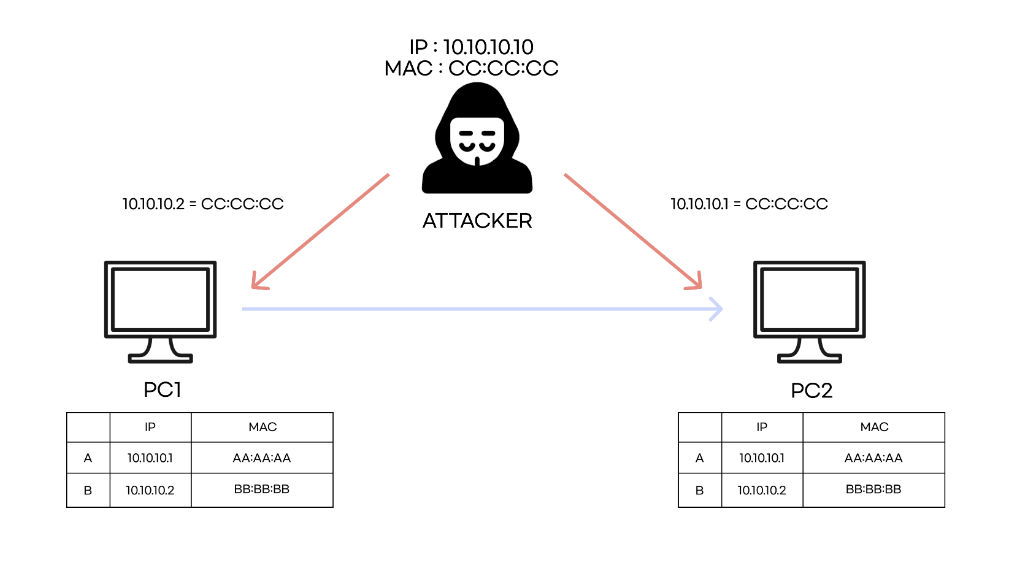 IP : 10.10.10.10
MAC : CC:CC:CC
ATTACKER
10.10.10.2 = CC:CC:CC
10.10.10.1 = CC:CC:CC
PC1
IP MAC
A 10.10.10.1 AA:AA:AA
B 10.10.10.2 BB:BB:BB
PC2
IP MAC
A 10.10.10.1 AA:AA:AA
B 10.10.10.2 BB:BB:BB